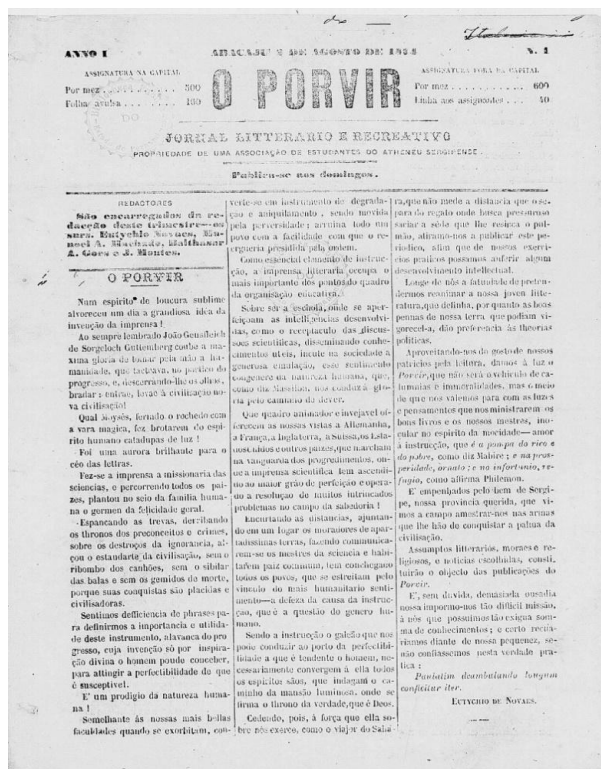 ANNO I
ARACAJU 2 DE AGOSTO DE 1874
N. 1
ASSIGNATURA NA CAPITAL
Por mez . . . . . . . . . . . 500
Folha avulsa . . . . . . . . . 160
O PORVIR
ASSIGNATURA FORA DA CAPITAL
Por mez . . . . . . . . . . . 600
Linha aos assignantes . . . 40
JORNAL LITTERARIO E RECREATIVO
PROPRIEDADE DE UMA ASSOCIAÇÃO DE ESTUDANTES DO ATHENEU SERGIPENSE.
Publica-se aos domingos.
REDACTORES
São encarregados da re-
dacção deste trimestre—os
snrs. Eutychio Novaes, Ma-
noel A. Machado, Balthasar
A. Goes e J. Montes.
O PORVIR
Num espirito de loucura sublime
alvoreceu um dia a grandiosa idea da
invenção da imprensa !
Ao sempre lembrado João Gensfleich
de Sorgeloch Guttemberg coube a ma-
xima gloria de tomar pela mão a hu-
manidade, que tacteava, no portico do
progresso, e, descerrando-lhe os olhos,
bradar : entrae, lovão à civilisação no-
va civilisação!
Qual Moysés, ferindo o rochedo com
a vara magica, fez brotarem do espi-
rito humano catadupas de luz !
Foi uma aurora brilhante para o
céo das lettras.
Fez-se a imprensa a missionaria das
sciencias, e percorrendo todos os pai-
zes, plantou no seio da familia huma-
na o germen da felicidade geral.
Espancando as trevas, derribando
os thronos dos preconceitos e crimes,
sobre os destroços da ignorancia, al-
çou o estandarte da civilisação, sem o
ribombo dos canhões, sem o sibilar
das balas e sem os gemidos de morte,
porque suas conquistas são placidas e
civilisadoras.
Sentimos defficiencia de phrases pa-
ra definirmos a importancia e utilida-
de deste instrumento, alavanca do pro-
gresso, cuja invenção só por inspira-
ção divina o homem poude conceber,
para attingir a perfectibilidade de que
é susceptivel.
E' um prodigio da natureza huma-
na !
Semelhante ás nossas mais bellas
faculdades quando se exorbitam, con-
verte-se em instrumento de degrada-
ção e aniquilamento, sendo movida
pela perversidade; arruina todo um
povo com a facilidade com que o re-
ergueria presidida pela ordem.
Como essencial elemento de instruc-
ção, a imprensa litteraria occupa o
mais importante dos pontos do quadro
da organisação educativa.
Sobre ser a eschola, onde se aper-
feiçoam as intelligencias desenvolvi-
das, como o receptaculo das discus-
sões scientificas, disseminando conhe-
cimento uteis, incute na sociedade a
generosa emulação, esse sentimento
congenere da natureza humana, que,
como diz Massilon, nos conduz á glo-
ria pelo caminho do dever.
Que quadro animador e invejavel of-
ferecem ás nossas vistas a Allemanha,
a França, a Inglaterra, a Suissa, os Esta-
dos unidos e outros paizes, que marcham
na vanguarda dos progredimentos, on-
de a imprensa scientifica tem ascendi-
do ao maior gráo de perfeição e opera-
do a resolução de muitos intrincados
problemas no campo da sabedoria !
Encurtando as distancias, ajuntan-
do em um logar os moradores de apar-
tadissimas terras, fazendo communica-
rem-se os mestres da sciencia e habi-
tarem paiz commum, tem conchegado
todos os povos, que se estreitam pelo
vinculo do mais humanitario senti-
mento—a defeza da causa da instruc-
ção, que é a questão do genero hu-
mano.
Sendo a instrucção o galeão que nos
pode conduzir ao porto da perfectibi-
lidade a que é tendente o homem, ne-
cessariamente convergem á ella todos
os espiritos sãos, que indagam o ca-
minho da mansão luminosa, onde se
firma o throno da verdade, que é Deos.
Cedendo, pois, á força que ella so-
bre nós exerce, como o viajor do Saha-
ra, que não mede a distancia que o se-
para do regato onde busca pressuroso
saciar a sêde que lhe resicca o pul-
mão, atiramo-nos a publicar este pe-
riodico, afim que de nossos exerci-
cios praticos possamos auferir algum
desenvolvimento intellectual.
Longe de nós a fatuidade de preten-
dermos reanimar a nossa joven litte-
ratura, que definha, por quanto as boas
pennas de nossa terra que podiam vi-
gorecel-a, dão preferencia ás theorias
politicas.
Aproveitando-nos do gosto de nossos
patricios pela leitura, damos á luz o
Porvir, que não será o vehiculo de ca-
lumnias e immoralidades, mas o meio
de que nos valemos para com as luzes
e pensamentos que nos ministrarem os
bons livros e os nossos mestres, ino-
cular no espirito da mocidade—amor
à instrucção, que é a pompa do rico e
do pobre, como diz Mabire ; e na pros-
peridade, ornato ; e no infortunio, re-
fugio, como affirma Philemon.
E' empenhados pelo bem de Sergi-
pe, nossa provincia querida, que vi-
mos á campo amestrar-nos nas armas
que lhe hão de conquistar a palma da
civilisação.
Assumptos litterarios, moraes e re-
ligiosos, e noticias escolhidas, consti-
tuirão o objecto das publicações do
Porvir.
E', sem duvida, demasiada ousadia
nossa impormo-nos tão difficil missão,
à nós que possuimos tão exigua som-
ma de conhecimentos ; e certo recua-
riamos diante de nossa pequenez, se-
não confiassemos nesta verdade pra-
tica :
Paulatim deambulando longum
conficitur iter.
EUTYCHIO DE NOVAES.